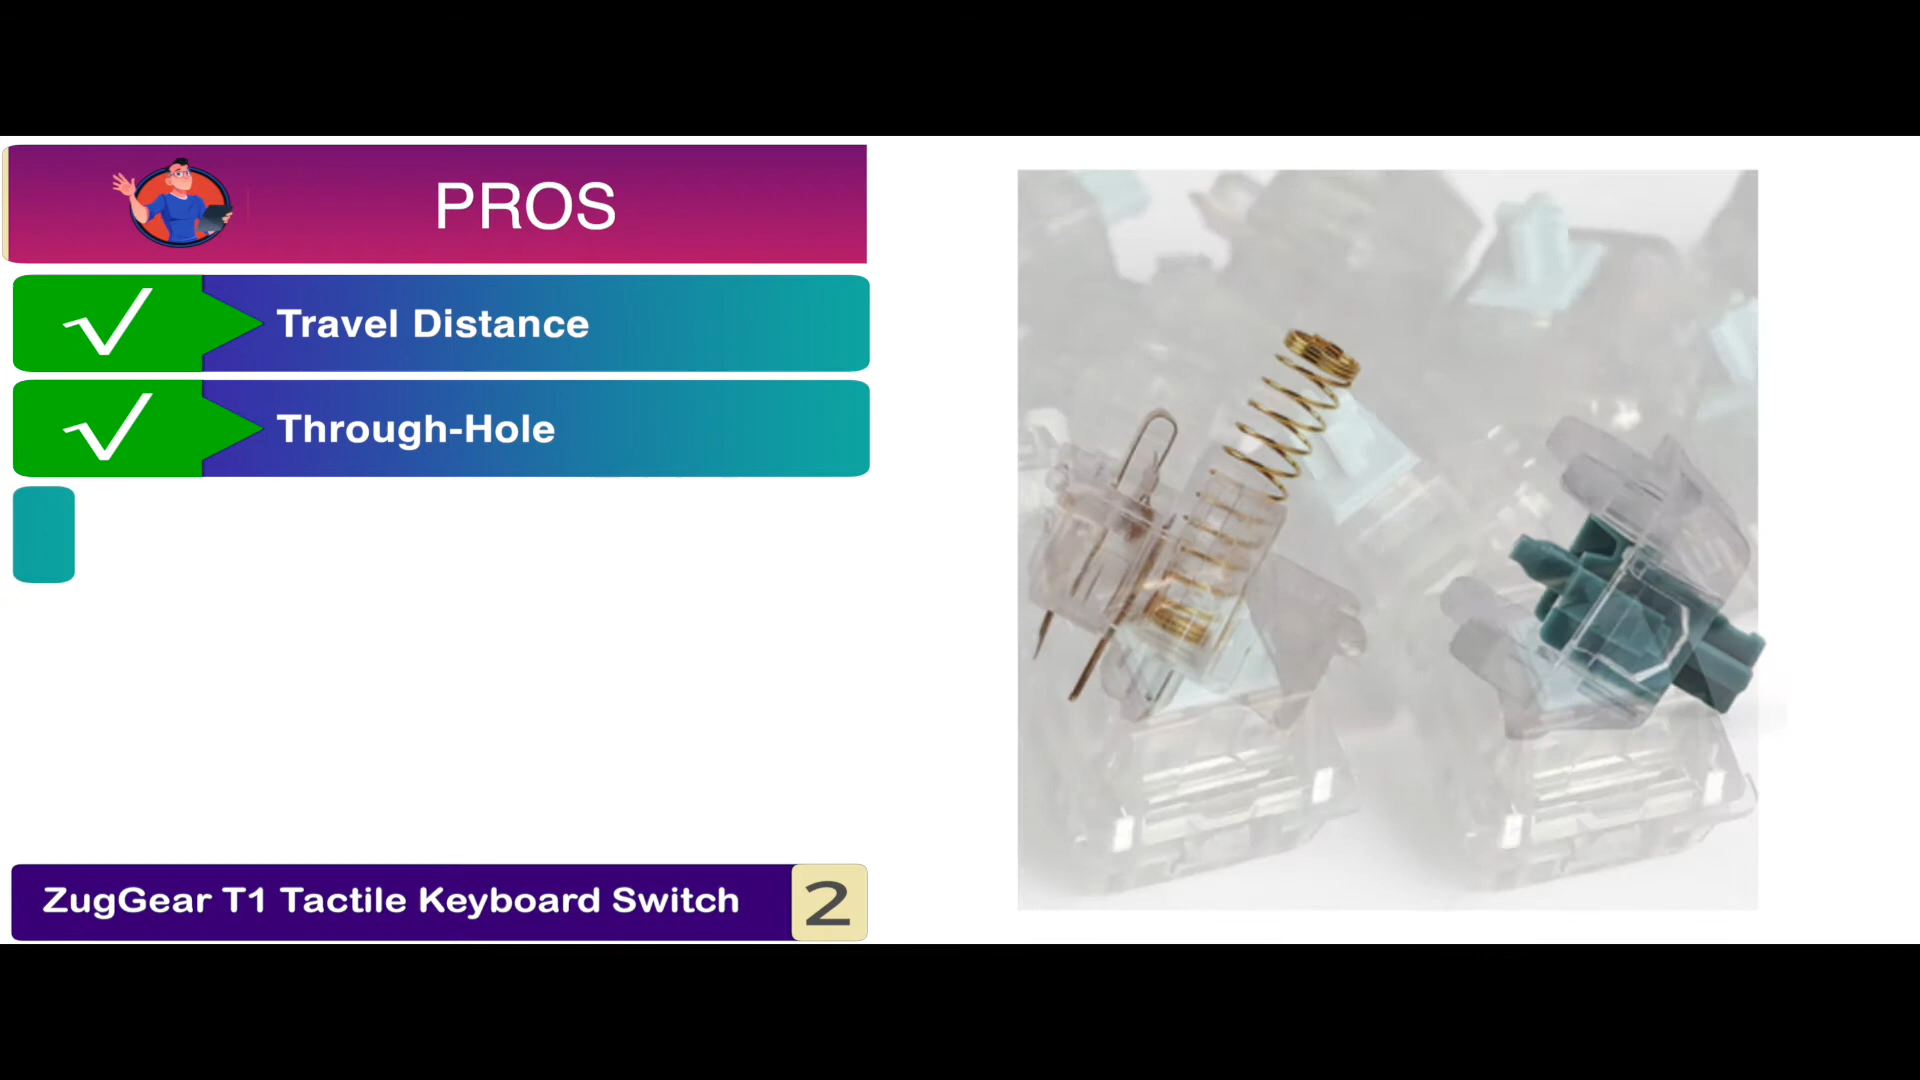 PROS
Travel Distance
Through-Hole
ZugGear T1 Tactile Keyboard Switch
2